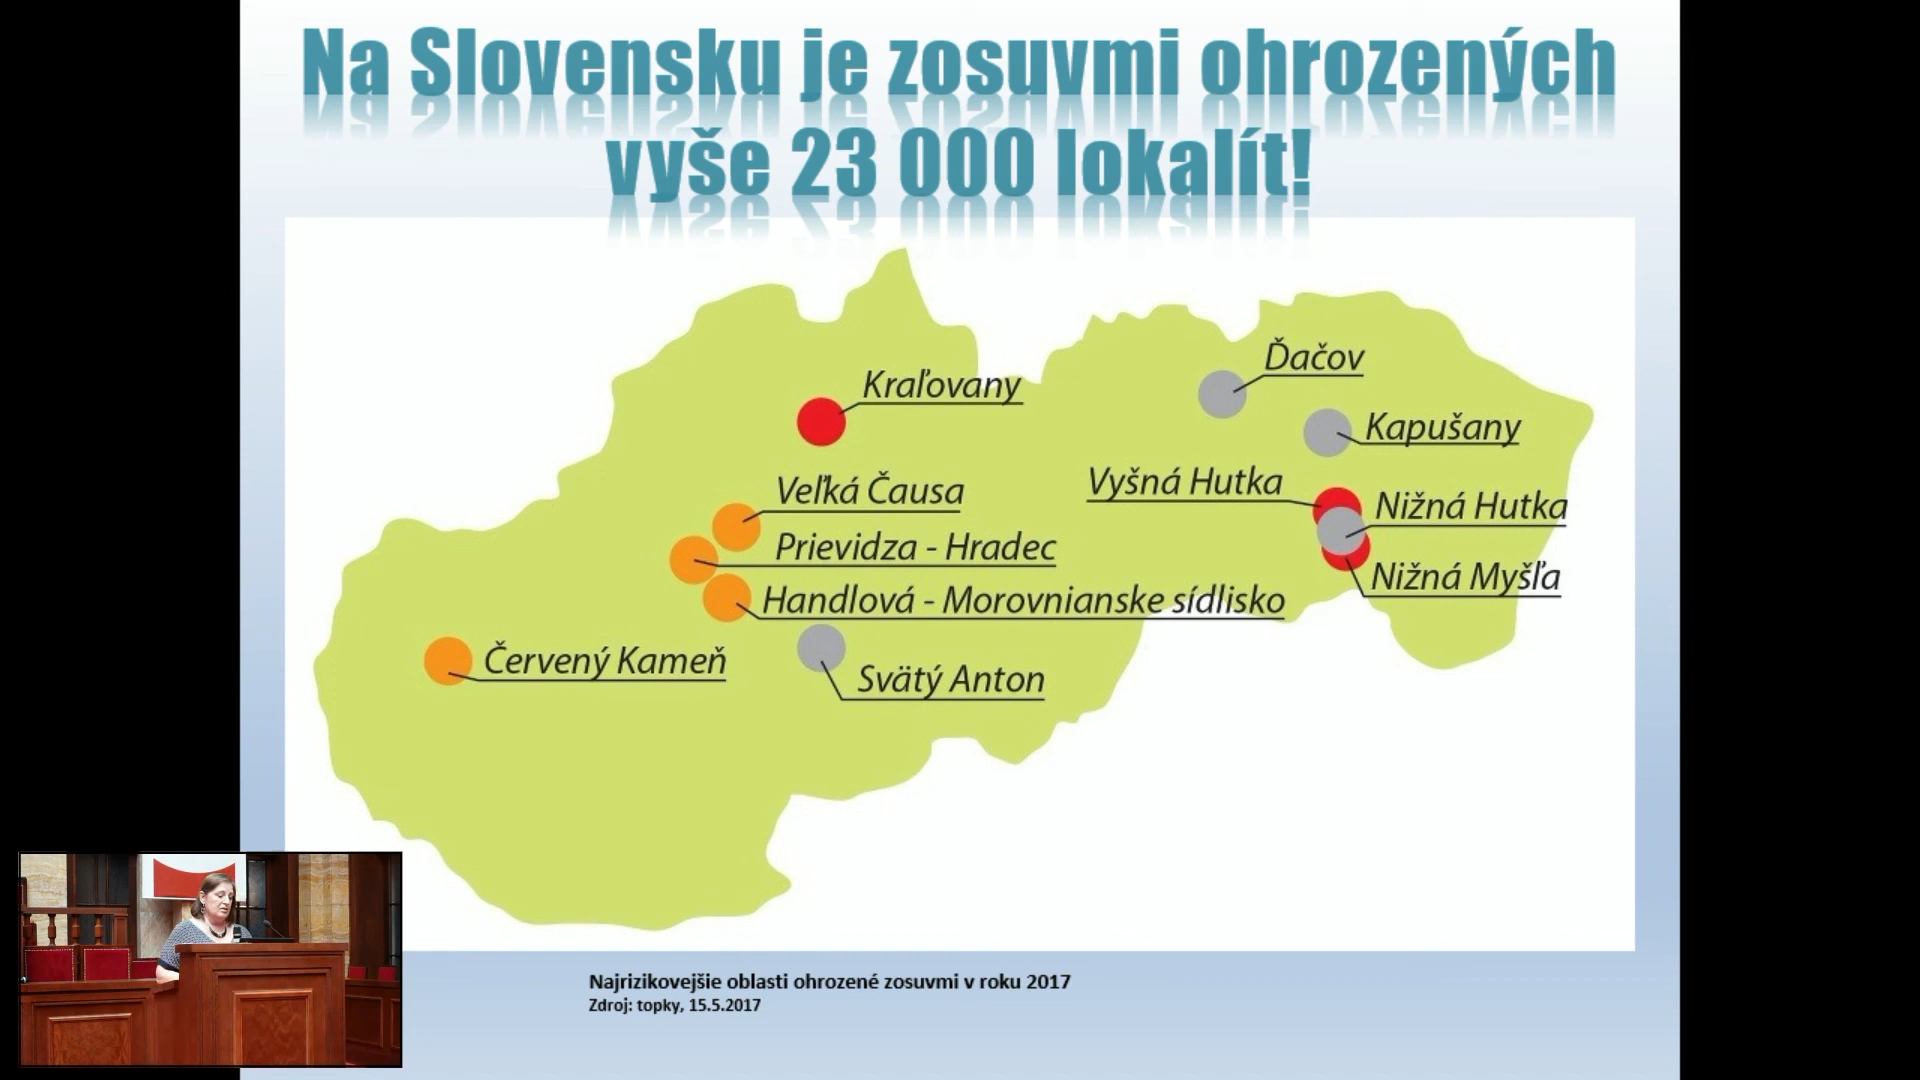 Na Slovensku je zosuvmi ohrozených
vyše 23 000 lokalít!
Ďačov
Kraľovany
Kapušany
Vyšná Hutka
Veľká Čausa
Nižná Hutka
Prievidza - Hradec
Nižná Myšľa
Handlová - Morovnianske sídlisko
Červený Kameň
Svätý Anton
Najrizikovejšie oblasti ohrozené zosuvmi v roku 2017
Zdroj: topky, 15.5.2017